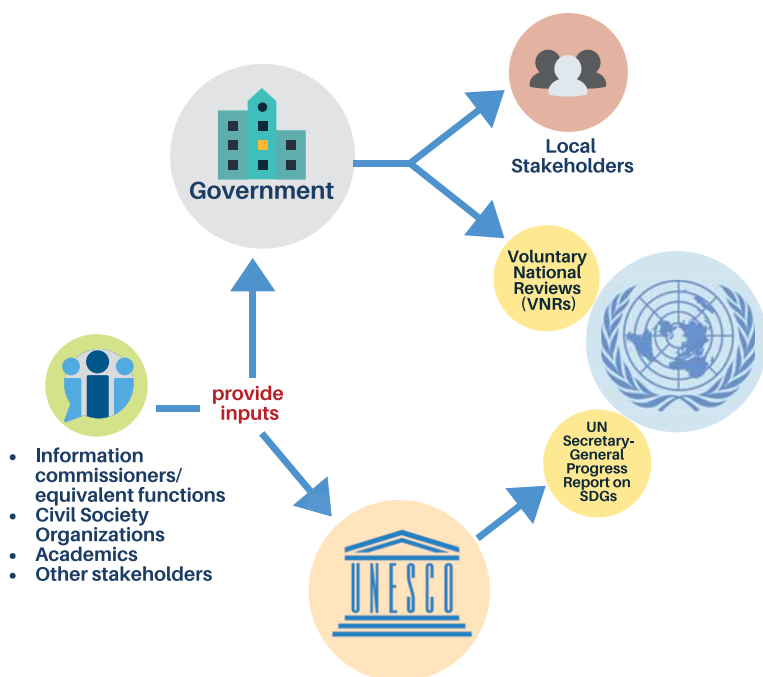 Government
Local
Stakeholders
Voluntary
National
Reviews
(VNRs)
provide
inputs
• Information
commissioners/
equivalent functions
• Civil Society
Organizations
• Academics
• Other stakeholders
UN
Secretary-
General
Progress
Report on
SDGs
UNESCO